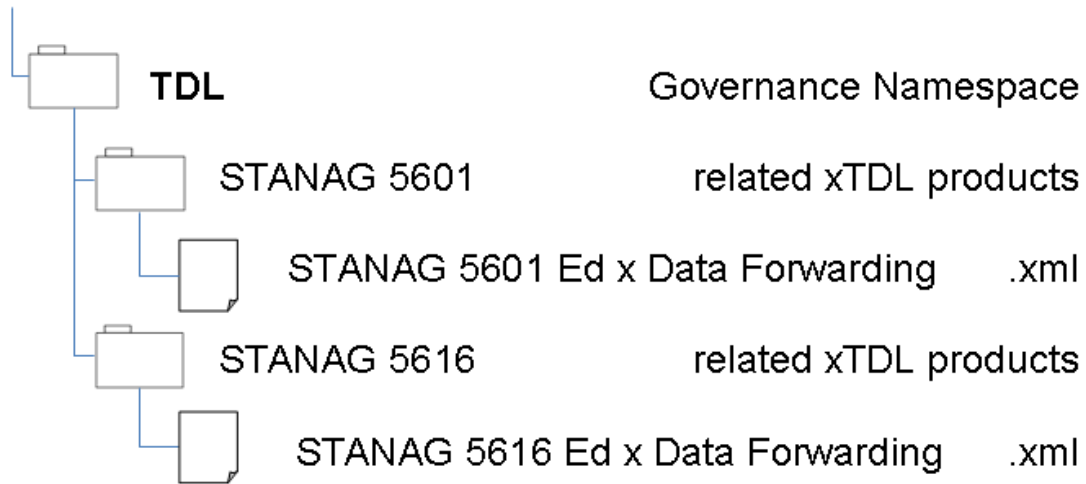 TDL Governance Namespace
STANAG 5601 related xTDL products
STANAG 5601 Ed x Data Forwarding .xml
STANAG 5616 related xTDL products
STANAG 5616 Ed x Data Forwarding .xml